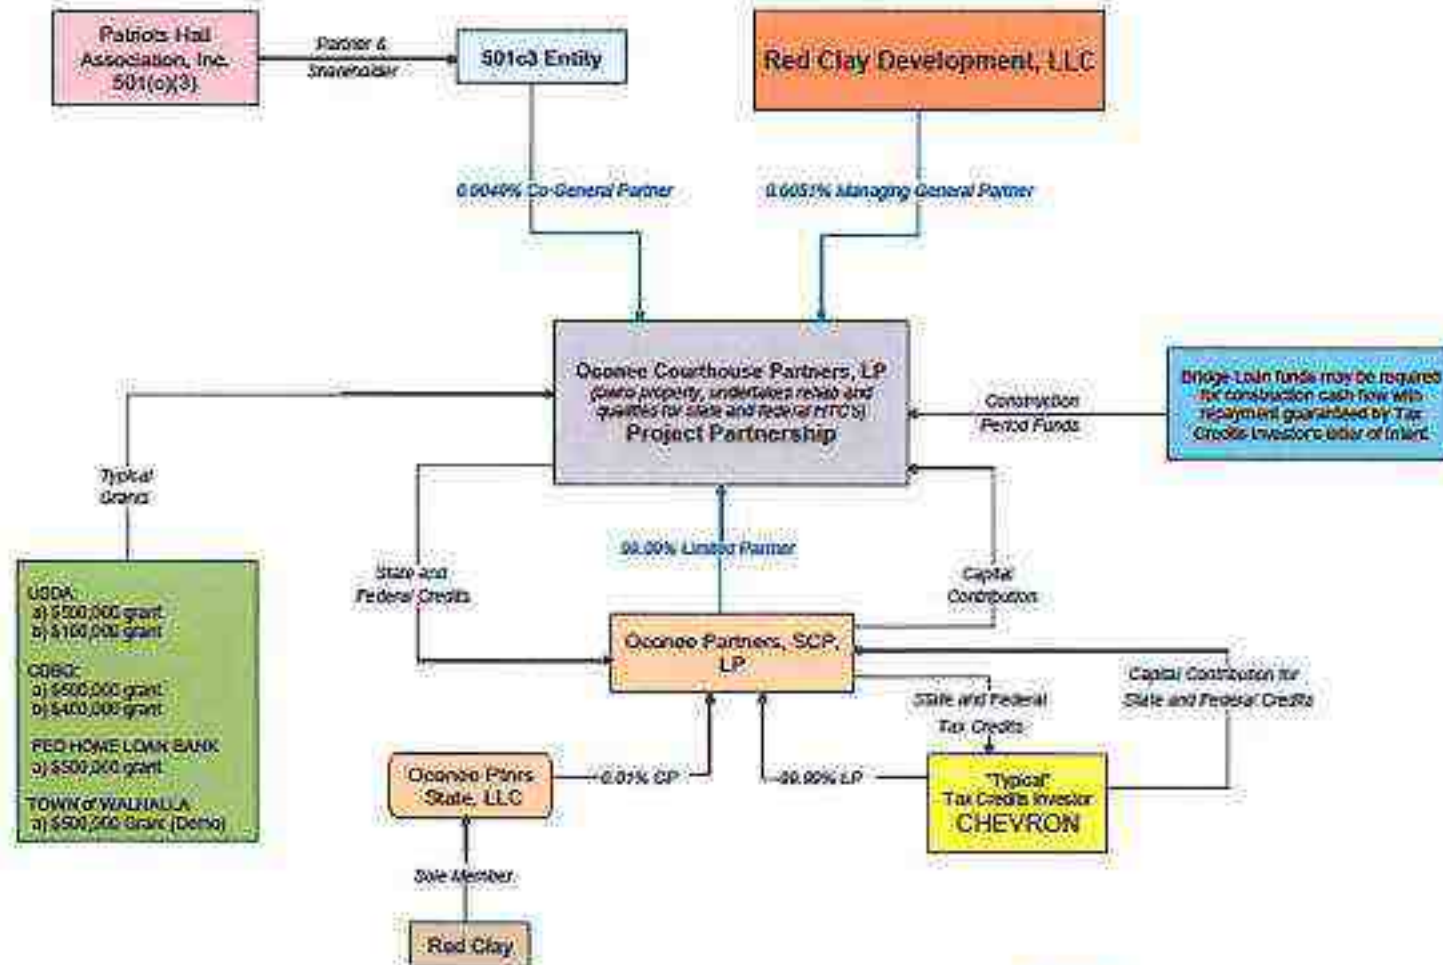 Patriots Hall
Association, Inc.
501(c)(3)
Partner &
Shareholder
501c3 Entity
Red Clay Development, LLC
0.0049% Co-General Partner
0.0051% Managing General Partner
Oconee Courthouse Partners, LP
(owns property, undertakes rehab and
qualifies for state and federal HTC's)
Project Partnership
Construction
Period Funds
Bridge Loan funds may be required
for construction cash flow with
repayment guaranteed by Tax
Credits Investor's letter of Intent
Typical
Grants
USDA:
a) $500,000 grant
b) $100,000 grant
CDBG:
a) $500,000 grant
b) $400,000 grant
FED HOME LOAN BANK
a) $500,000 grant
TOWN of WALHALLA
a) $500,000 Grant (Demo)
State and
Federal Credits
99.99% Limited Partner
Capital
Contribution
Oconee Partners, SCP,
LP
State and Federal
Tax Credits
Capital Contribution for
State and Federal Credits
Oconee Ptnrs
State, LLC
0.01% GP
99.99% LP
"Typical"
Tax Credits Investor
CHEVRON
Sole Member
Red Clay